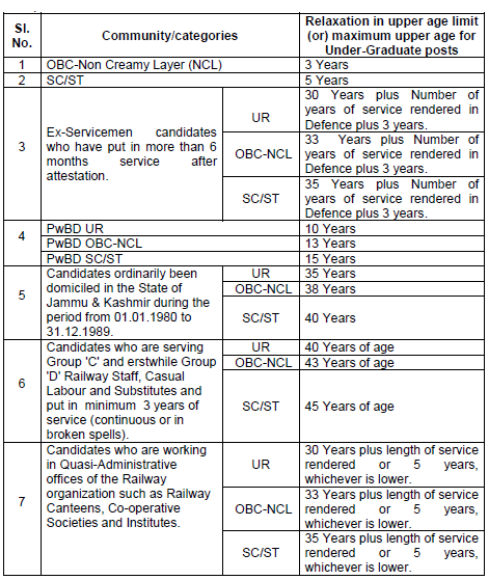 Sl. No.
Community/categories
Relaxation in upper age limit
(or) maximum upper age for
Under-Graduate posts
1 OBC-Non Creamy Layer (NCL) 3 Years
2 SC/ST 5 Years
3
Ex-Servicemen candidates
who have put in more than 6
months service after
attestation.
UR
30 Years plus Number of
years of service rendered in
Defence plus 3 years.
OBC-NCL
33 Years plus Number of
years of service rendered in
Defence plus 3 years.
SC/ST
35 Years plus Number of
years of service rendered in
Defence plus 3 years.
4
PwBD UR 10 Years
PwBD OBC-NCL 13 Years
PwBD SC/ST 15 Years
5
Candidates ordinarily been
domiciled in the State of
Jammu & Kashmir during the
period from 01.01.1980 to
31.12.1989.
UR 35 Years
OBC-NCL 38 Years
SC/ST 40 Years
6
Candidates who are serving
Group 'C' and erstwhile Group
'D' Railway Staff, Casual
Labour and Substitutes and
put in minimum 3 years of
service (continuous or in
broken spells).
UR 40 Years of age
OBC-NCL 43 Years of age
SC/ST 45 Years of age
7
Candidates who are working
in Quasi-Administrative
offices of the Railway
organization such as Railway
Canteens, Co-operative
Societies and Institutes.
UR
30 Years plus length of service
rendered or 5 years,
whichever is lower.
OBC-NCL
33 Years plus length of service
rendered or 5 years,
whichever is lower.
SC/ST
35 Years plus length of service
rendered or 5 years,
whichever is lower.